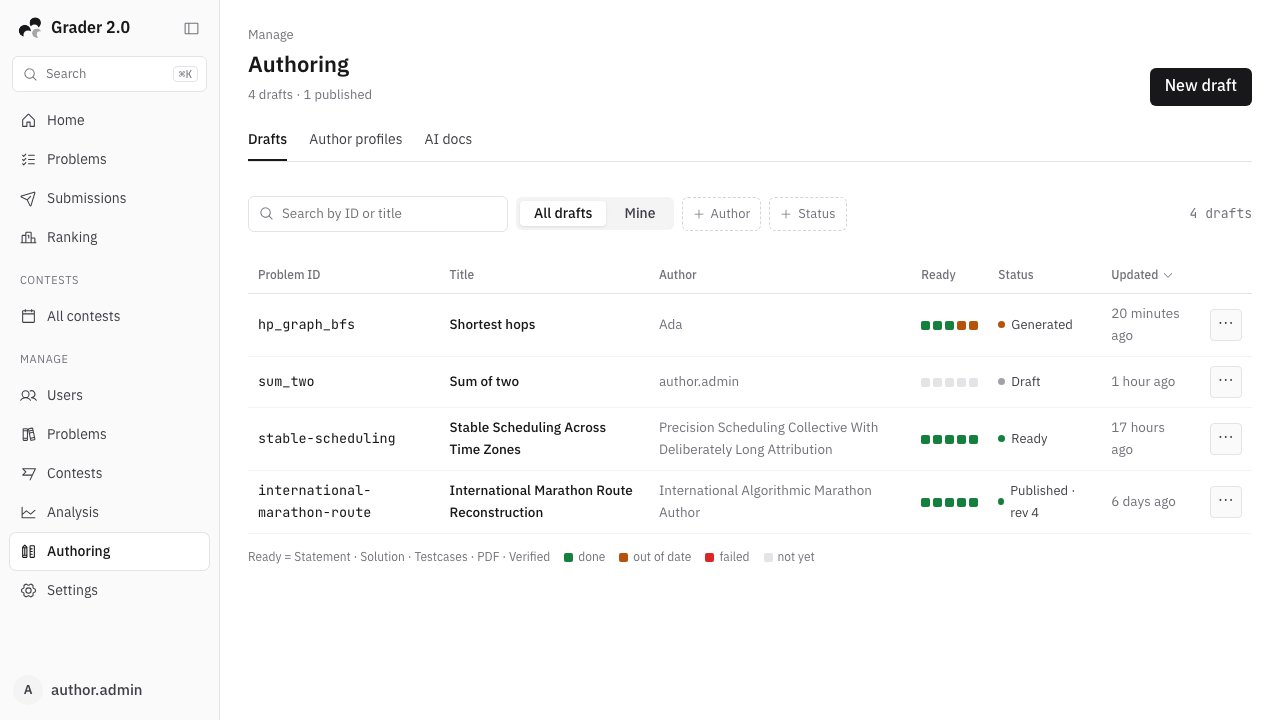 Grader 2.0
Search ⌘K
Home
Problems
Submissions
Ranking
CONTESTS
All contests
MANAGE
Users
Problems
Contests
Analysis
Authoring
Settings
A author.admin
Manage
Authoring
4 drafts · 1 published
New draft
Drafts Author profiles AI docs
Search by ID or title All drafts Mine + Author + Status 4 drafts
Problem ID Title Author Ready Status Updated
hp_graph_bfs Shortest hops Ada Generated 20 minutes ago ...
sum_two Sum of two author.admin Draft 1 hour ago ...
stable-scheduling Stable Scheduling Across Time Zones Precision Scheduling Collective With Deliberately Long Attribution Ready 17 hours ago ...
international-marathon-route International Marathon Route Reconstruction International Algorithmic Marathon Author Published · rev 4 6 days ago ...
Ready = Statement · Solution · Testcases · PDF · Verified done out of date failed not yet